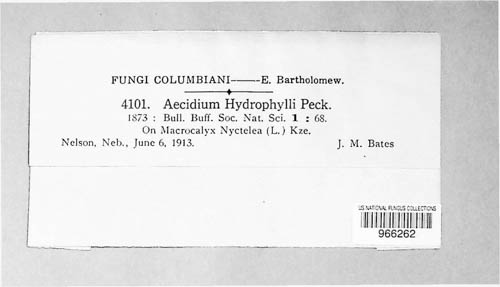 FUNGI COLUMBIANI——E. Bartholomew.
4101. Aecidium Hydrophylli Peck.
1873 : Bull. Buff. Soc. Nat. Sci. 1 : 68.
On Macrocalyx Nyctelea (L.) Kze.
Nelson, Neb., June 6, 1913. J. M. Bates
US NATIONAL FUNGUS COLLECTIONS
966262